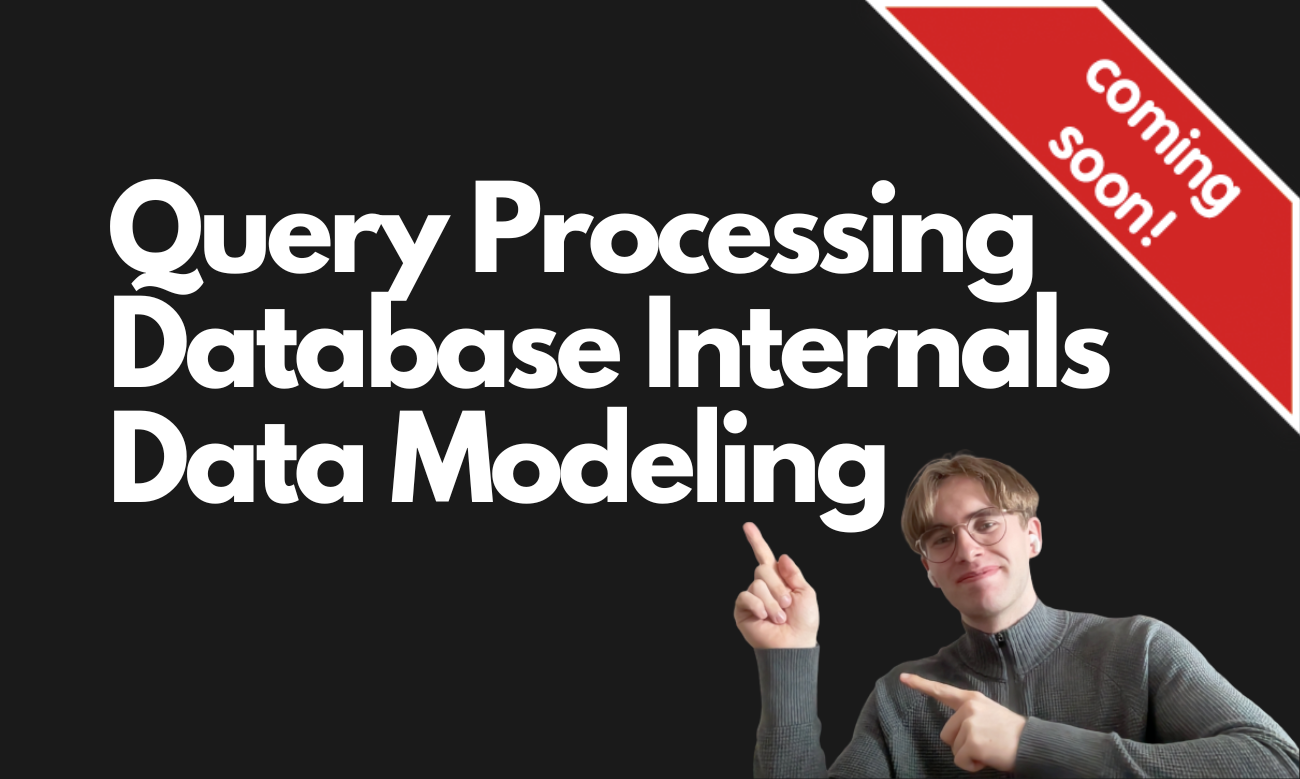 coming
soon!
Query Processing
Database Internals
Data Modeling